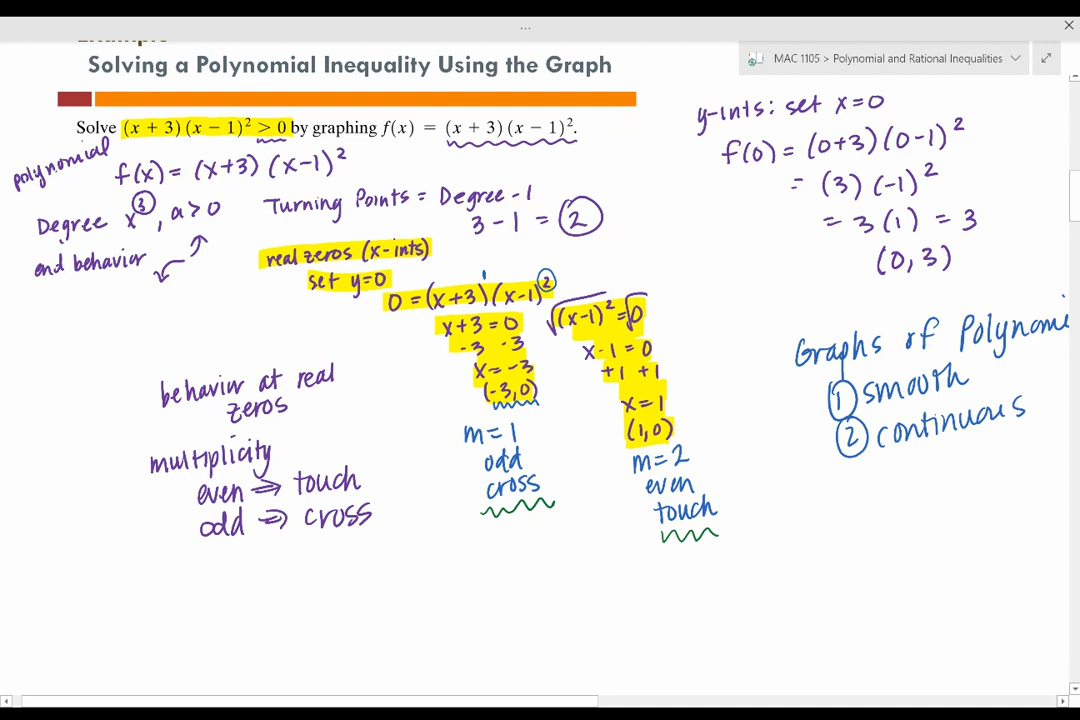 Example
Solving a Polynomial Inequality Using the Graph
MAC 1105 > Polynomial and Rational Inequalities
Solve (x + 3)(x − 1)² > 0 by graphing f(x) = (x + 3)(x − 1)².
polynomial
f(x) = (x+3)(x-1)²
Degree x³, a > 0
end behavior
Turning Points = Degree - 1
3 - 1 = 2
real zeros (x-ints)
set y=0
0 = (x+3)¹(x-1)²
x+3=0
-3 -3
x = -3
(-3,0)
m=1
odd
cross
√(x-1)² = √0
x-1 = 0
+1 +1
x=1
(1,0)
m=2
even
touch
behavior at real
zeros
multiplicity
even ⇒ touch
odd ⇒ cross
y-ints: set x=0
f(0) = (0+3)(0-1)²
= (3)(-1)²
= 3(1) = 3
(0,3)
Graphs of Polynomi
① smooth
② continuous